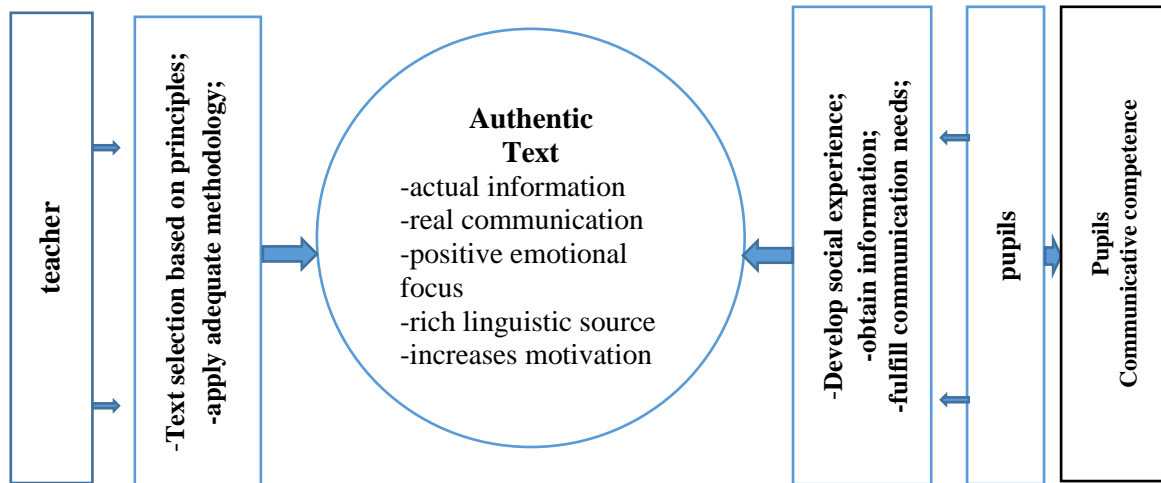 teacher
-Text selection based on principles;
-apply adequate methodology;
Authentic
Text
-actual information
-real communication
-positive emotional
focus
-rich linguistic source
-increases motivation
-Develop social experience;
-obtain information;
-fulfill communication needs;
pupils
Pupils
Communicative competence